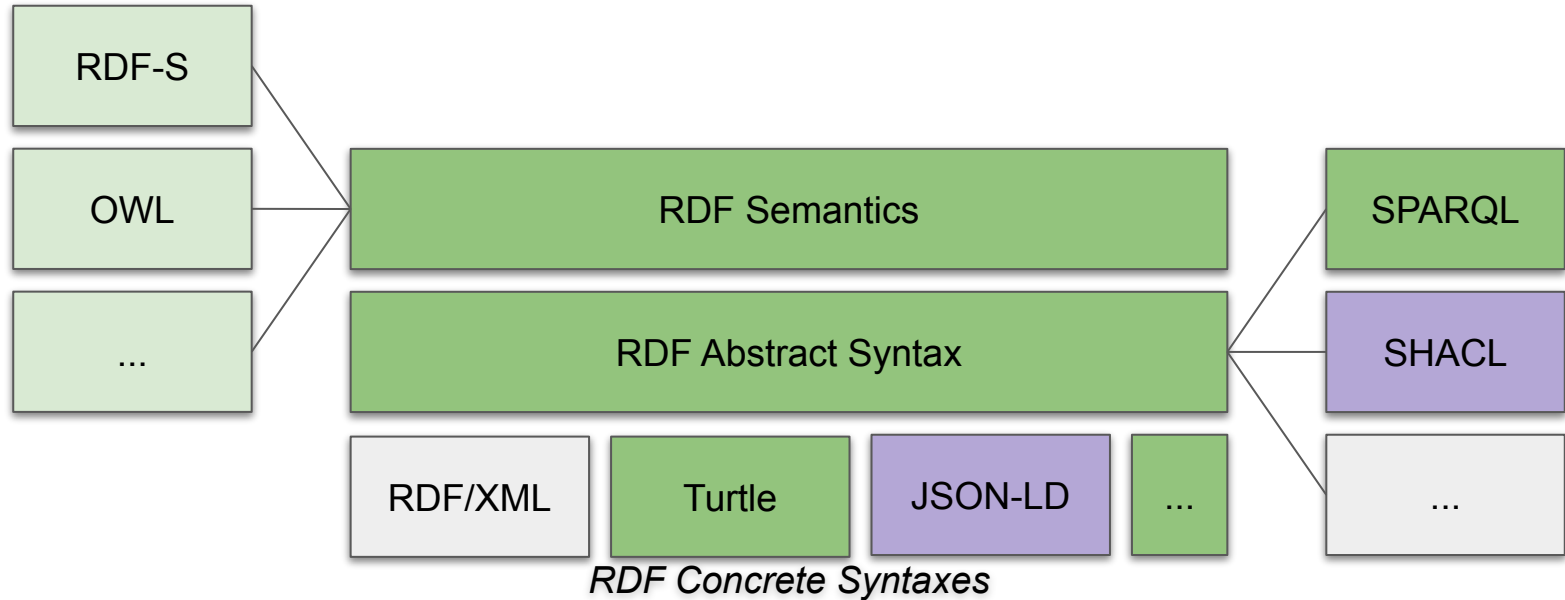 RDF-S
OWL
...
RDF Semantics
RDF Abstract Syntax
RDF/XML
Turtle
JSON-LD
...
RDF Concrete Syntaxes
SPARQL
SHACL
...